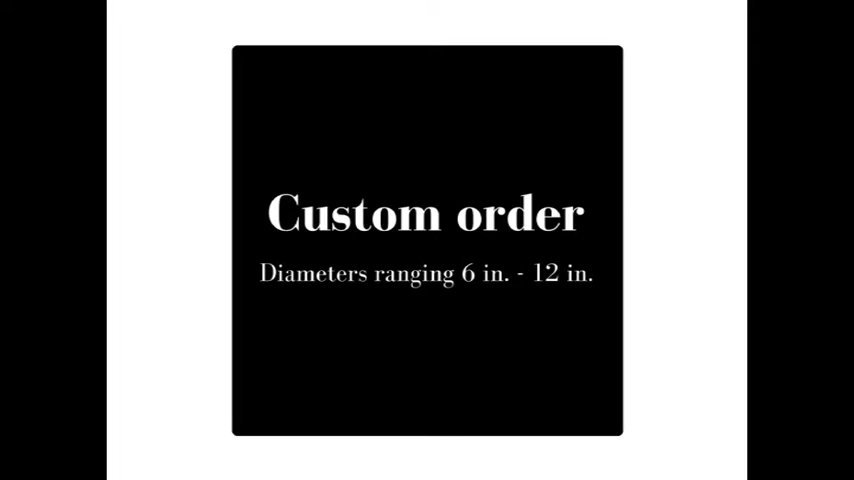 Custom order
Diameters ranging 6 in. - 12 in.